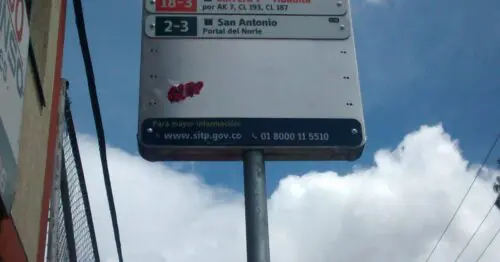 18-3
por AK 7, CL 193, CL 187
2-3 San Antonio
Portal del Norte
Para mayor información:
www.sitp.gov.co 01 8000 11 5510